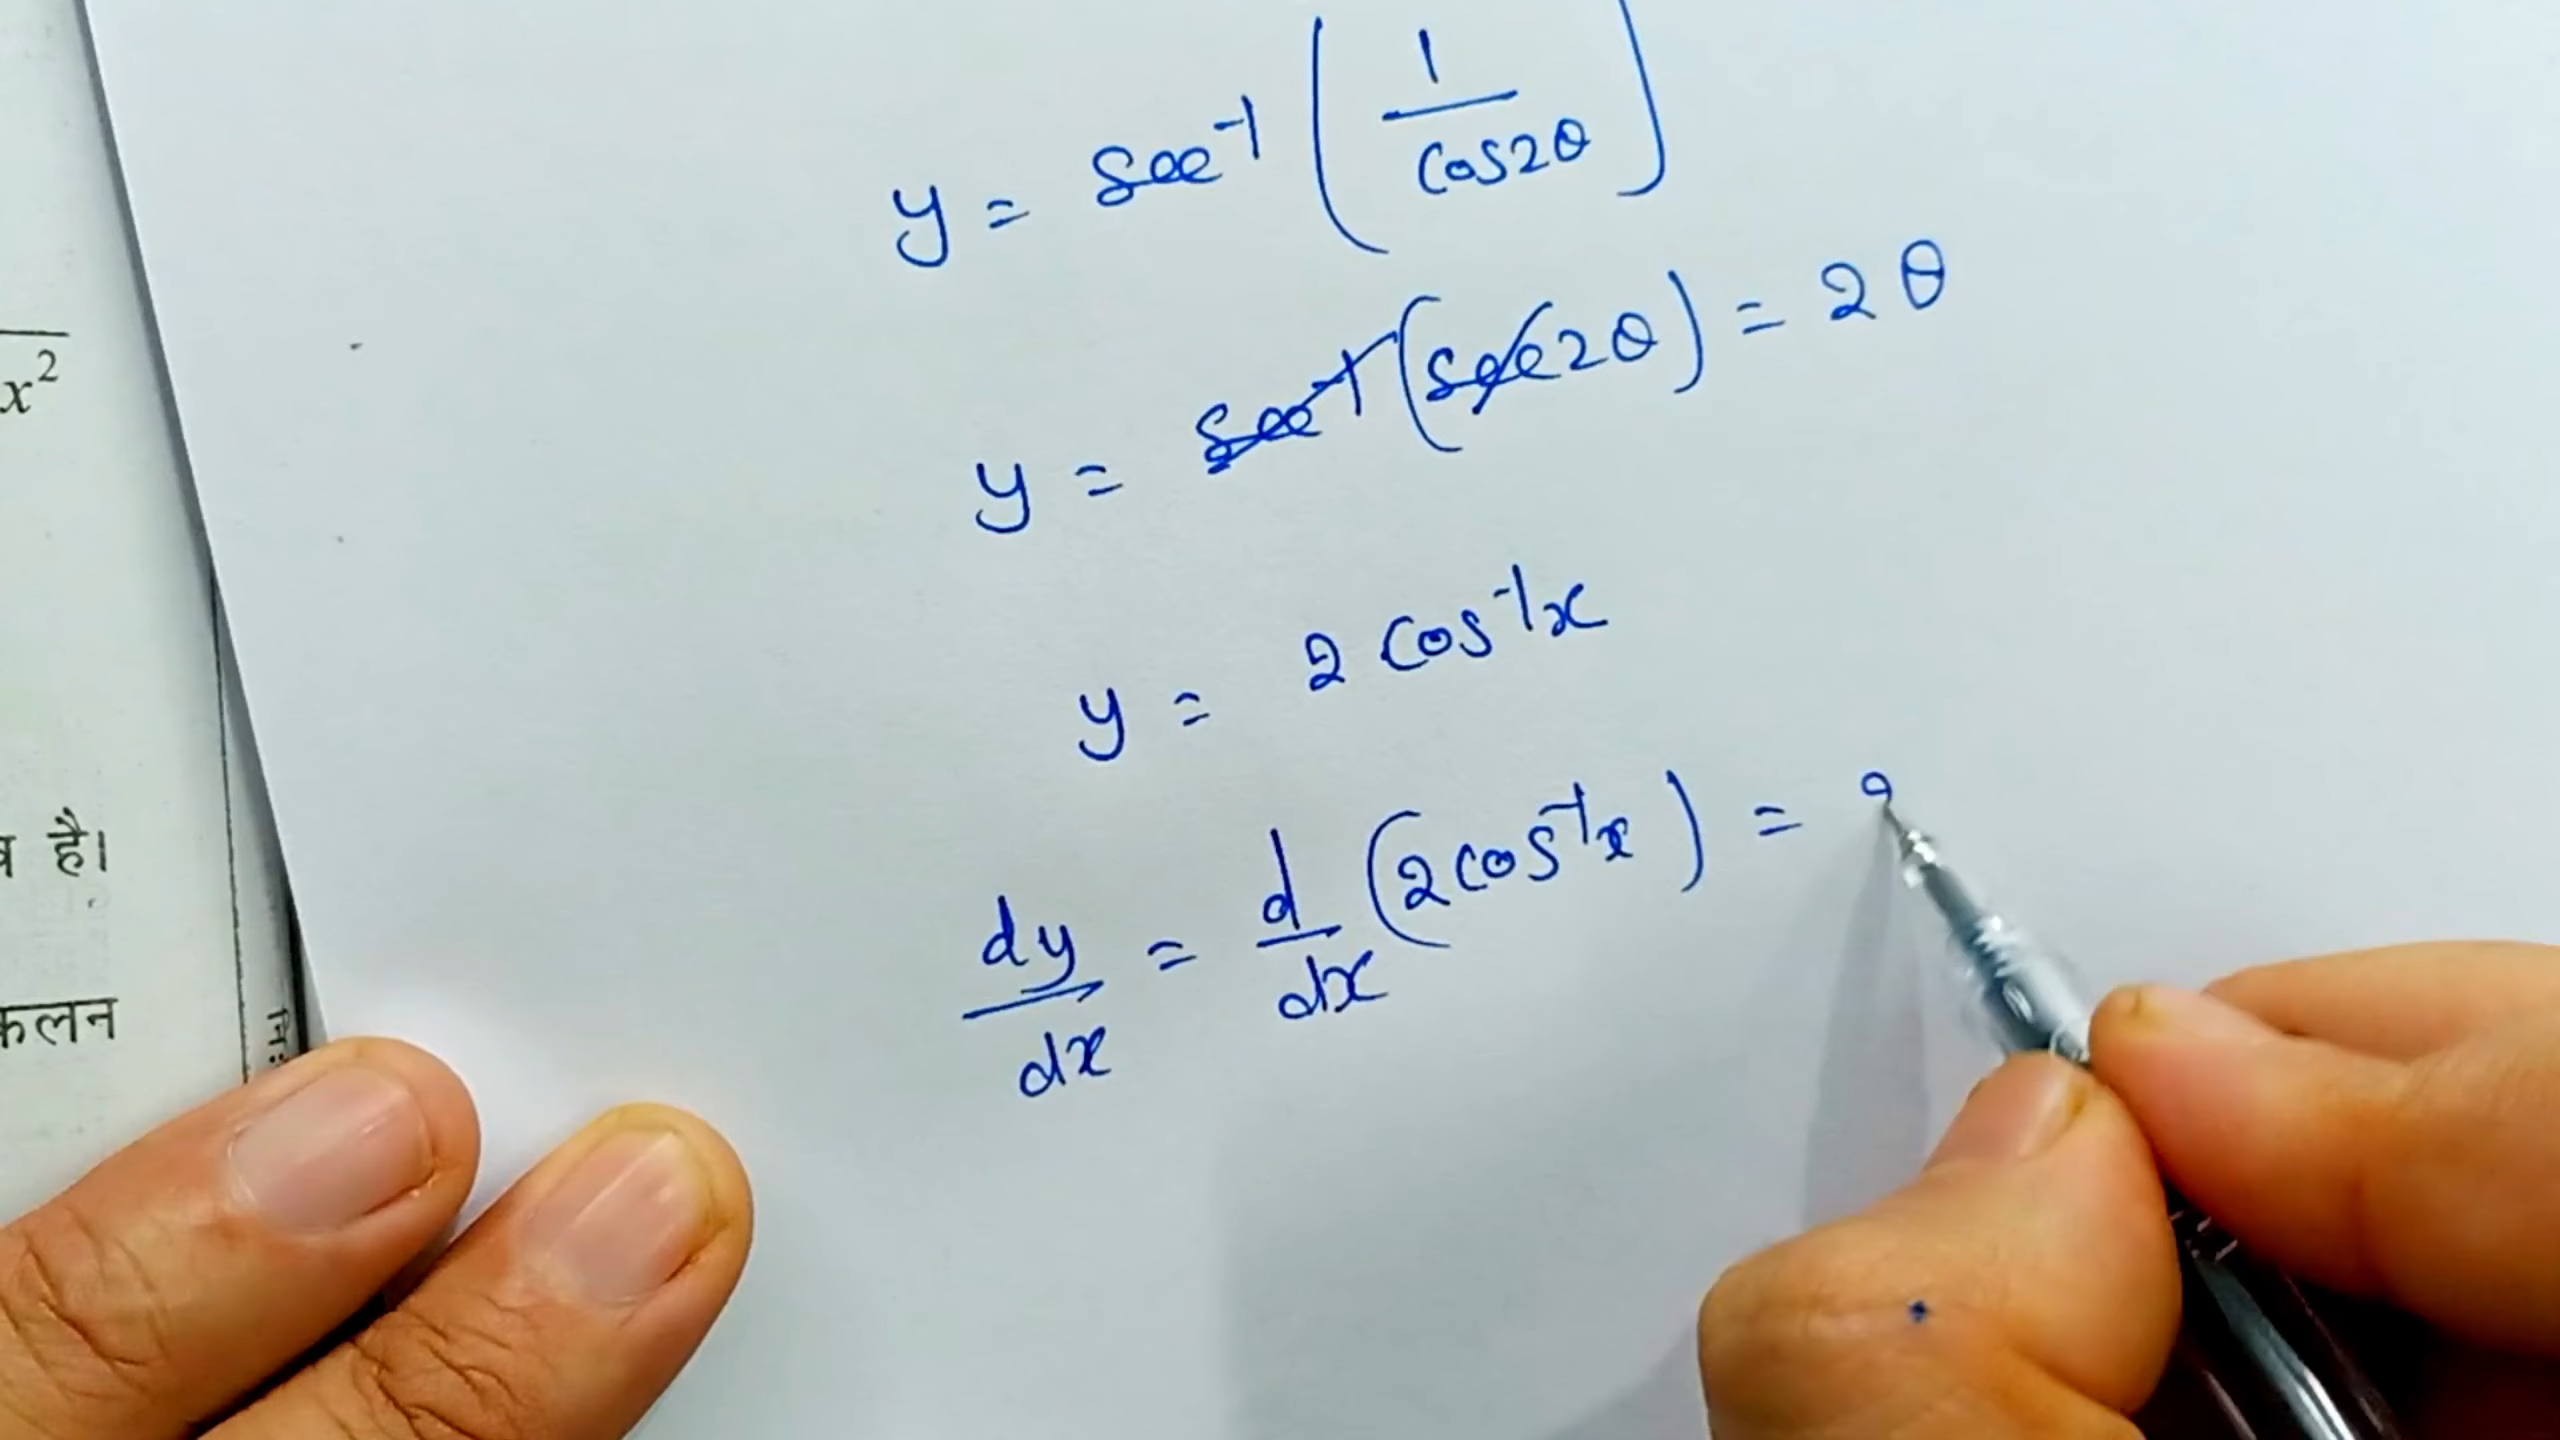 y = sec⁻¹ ( 1 / cos2θ )
y = sec⁻¹ (sec2θ) = 2θ
x²
y = 2 cos⁻¹x
dy/dx = d/dx (2cos⁻¹x) =
है।
कलन